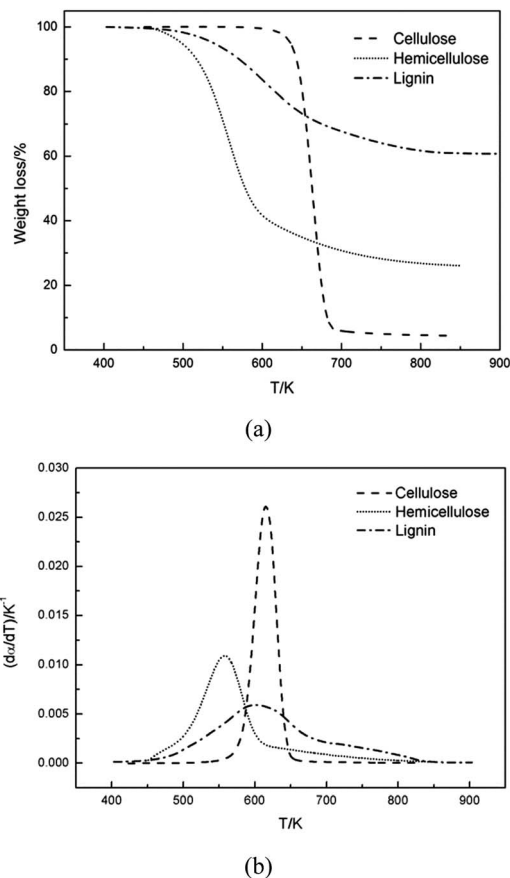 (a)
Weight loss/%
100
80
60
40
20
0
Cellulose
Hemicellulose
Lignin
400 500 600 700 800 900
T/K
(a)
(dα/dT)/K⁻¹
0.030
0.025
0.020
0.015
0.010
0.005
0.000
Cellulose
Hemicellulose
Lignin
400 500 600 700 800 900
T/K
(b)